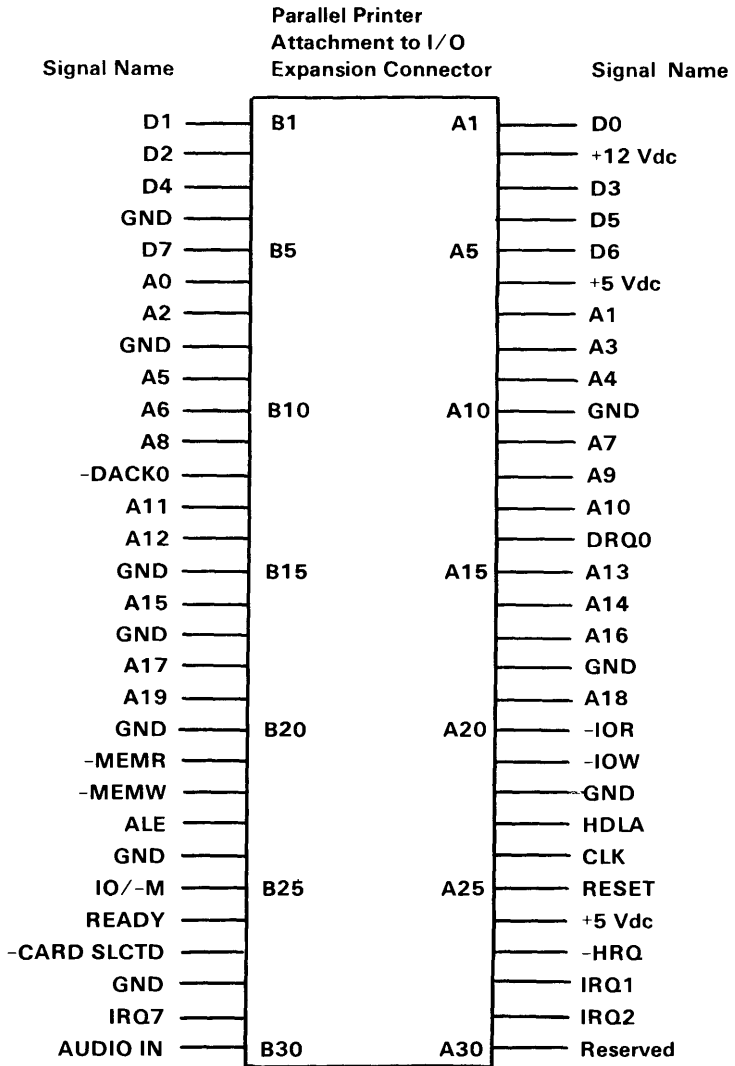 Parallel Printer
Attachment to I/O
Signal Name Expansion Connector Signal Name
D1 B1 A1 D0
D2 +12 Vdc
D4 D3
GND D5
D7 B5 A5 D6
A0 +5 Vdc
A2 A1
GND A3
A5 A4
A6 B10 A10 GND
A8 A7
-DACK0 A9
A11 A10
A12 DRQ0
GND B15 A15 A13
A15 A14
GND A16
A17 GND
A19 A18
GND B20 A20 -IOR
-MEMR -IOW
-MEMW GND
ALE HDLA
GND CLK
IO/-M B25 A25 RESET
READY +5 Vdc
-CARD SLCTD -HRQ
GND IRQ1
IRQ7 IRQ2
AUDIO IN B30 A30 Reserved